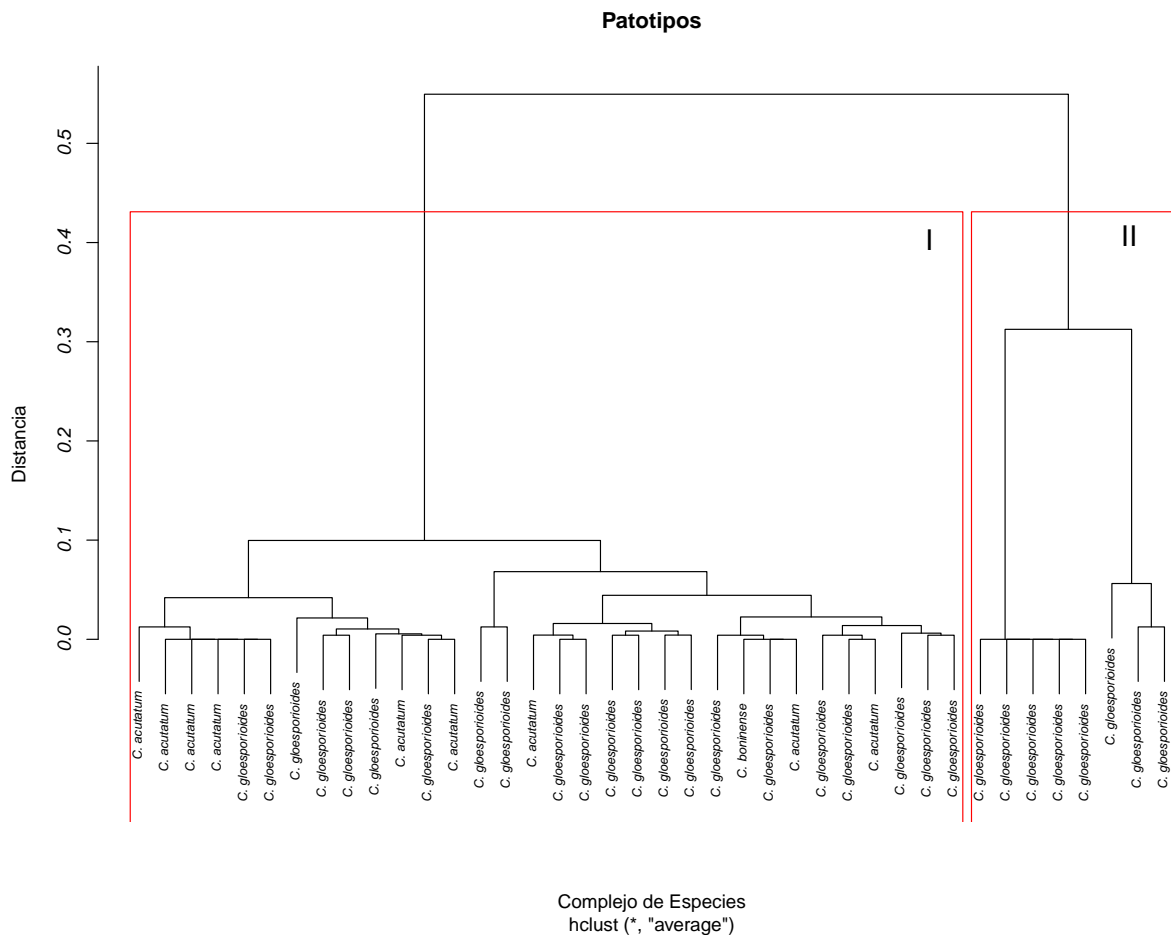 Patotipos
Distancia
0.5
0.4
0.3
0.2
0.1
0.0
I
II
C. acutatum
C. acutatum
C. acutatum
C. acutatum
C. gloesporioides
C. gloesporioides
C. gloesporioides
C. gloesporioides
C. gloesporioides
C. gloesporioides
C. acutatum
C. gloesporioides
C. acutatum
C. gloesporioides
C. gloesporioides
C. acutatum
C. gloesporioides
C. gloesporioides
C. gloesporioides
C. gloesporioides
C. gloesporioides
C. gloesporioides
C. gloesporioides
C. boninense
C. gloesporioides
C. acutatum
C. gloesporioides
C. gloesporioides
C. acutatum
C. gloesporioides
C. gloesporioides
C. gloesporioides
C. gloesporioides
C. gloesporioides
C. gloesporioides
C. gloesporioides
C. gloesporioides
C. gloesporioides
C. gloesporioides
C. gloesporioides
Complejo de Especies
hclust (*, "average")